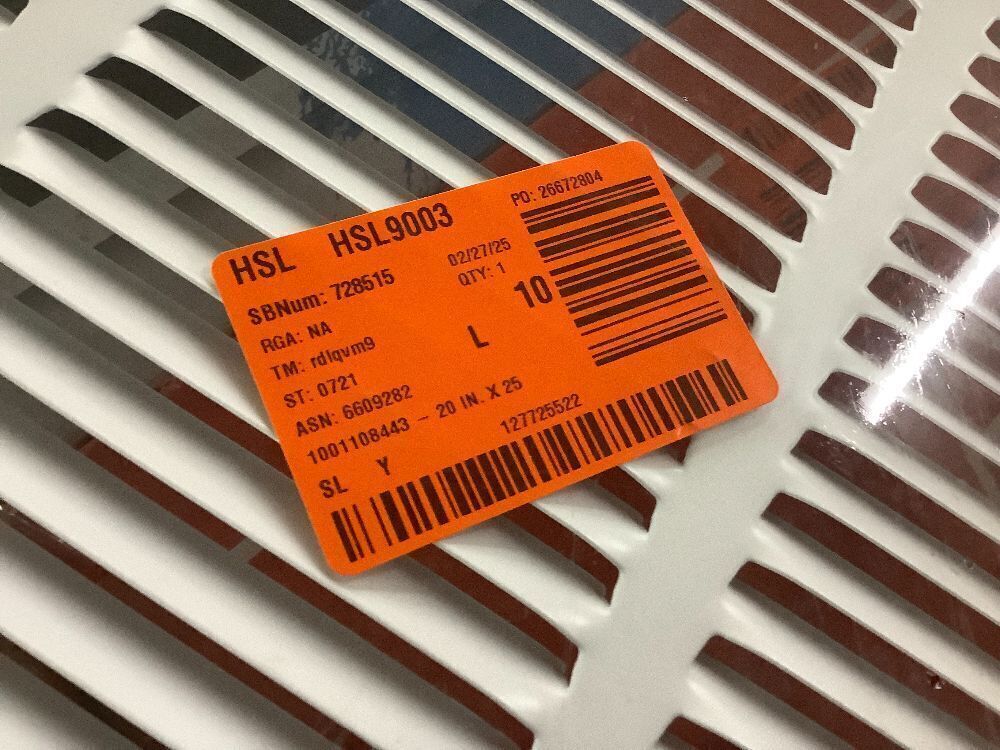 HSL HSL9003
PO: 26672804
SBNum: 728515 02/27/25
RGA: NA QTY: 1
TM: rdlqvm9 L 10
ST: 0721
ASN: 6609282
1001108443 - 20 IN. X 25
SL Y 127725522